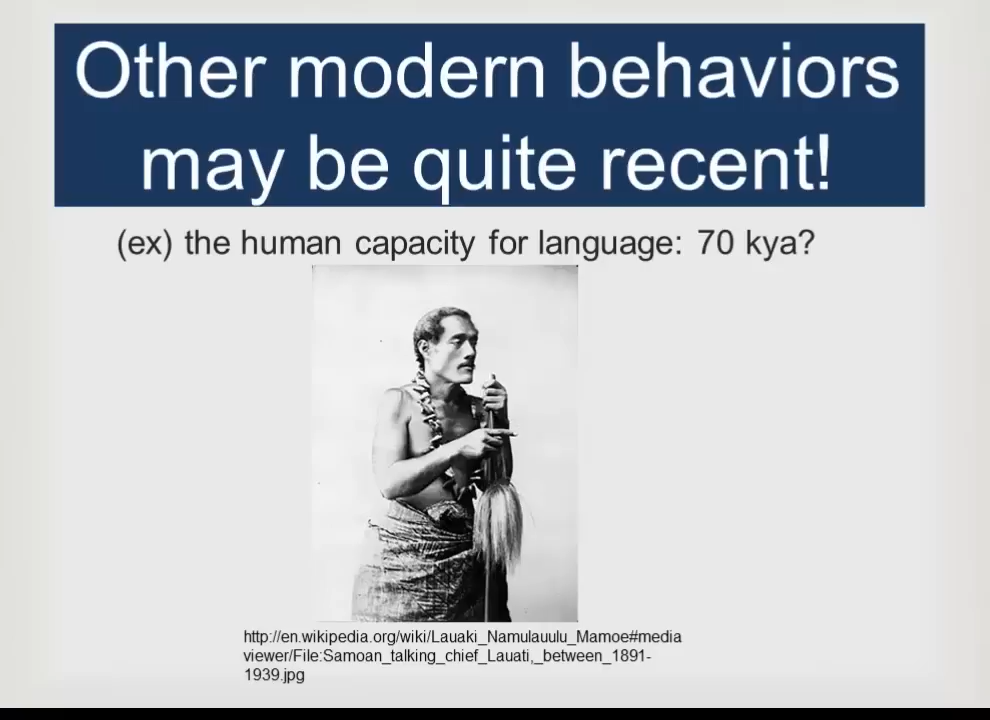 Other modern behaviors
may be quite recent!
(ex) the human capacity for language: 70 kya?
http://en.wikipedia.org/wiki/Lauaki_Namulauulu_Mamoe#media
viewer/File:Samoan_talking_chief_Lauati,_between_1891-
1939.jpg